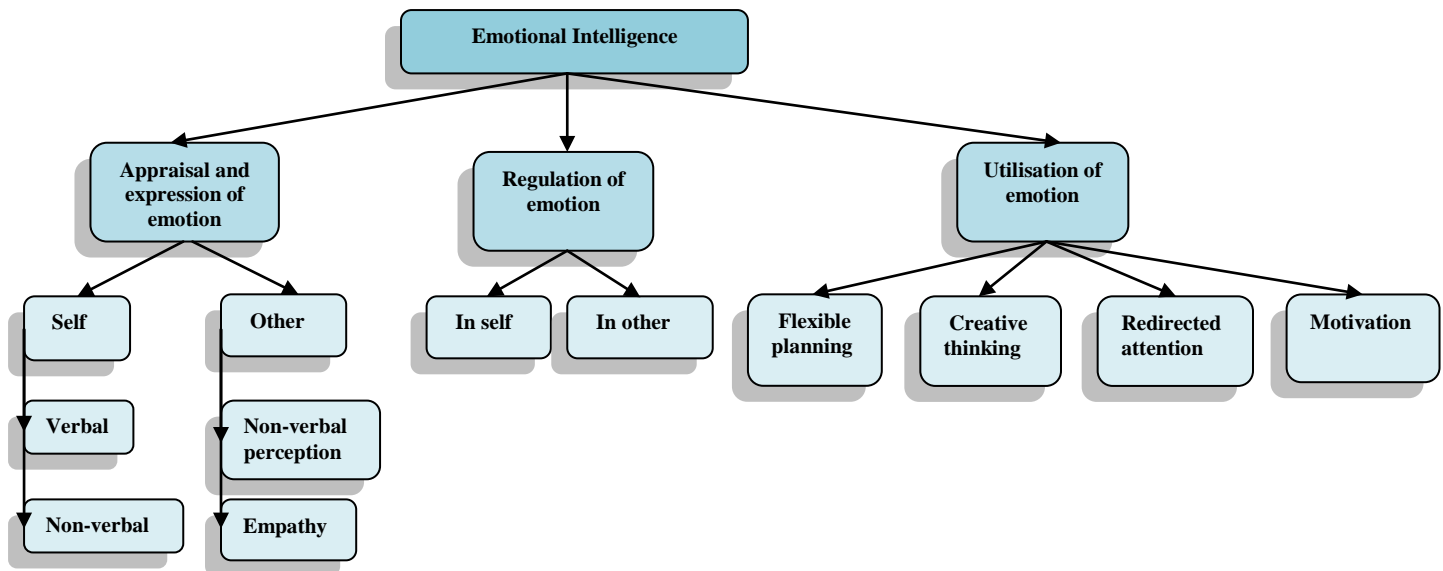 Emotional Intelligence
Appraisal and
expression of
emotion
Regulation of
emotion
Utilisation of
emotion
Self
Other
In self
In other
Flexible
planning
Creative
thinking
Redirected
attention
Motivation
Verbal
Non-verbal
perception
Non-verbal
Empathy